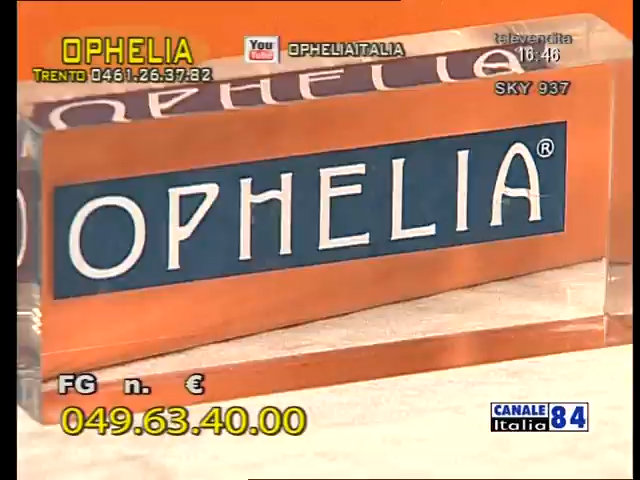 OPHELIA
TRENTO 0461.26.37.82
You Tube OPHELIAITALIA
televendita
16:46
SKY 937
OPHELIA
OPHELIA®
FG n. €
049.63.40.00
CANALE 84
Italia